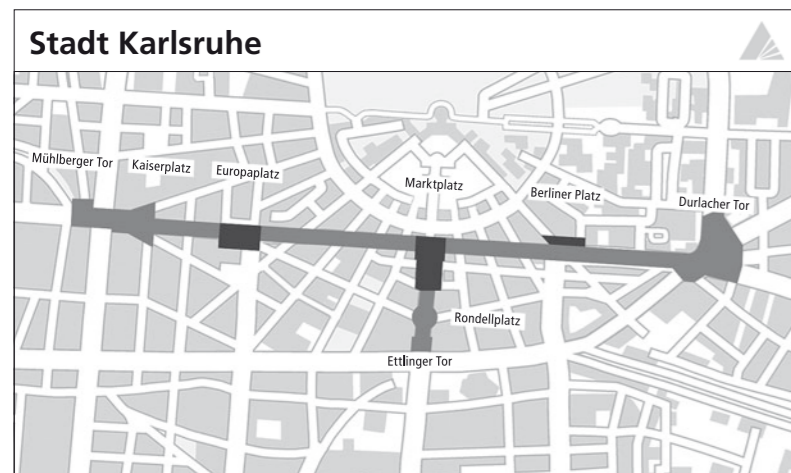 Stadt Karlsruhe
Mühlberger Tor
Kaiserplatz
Europaplatz
Marktplatz
Berliner Platz
Durlacher Tor
Rondellplatz
Ettlinger Tor